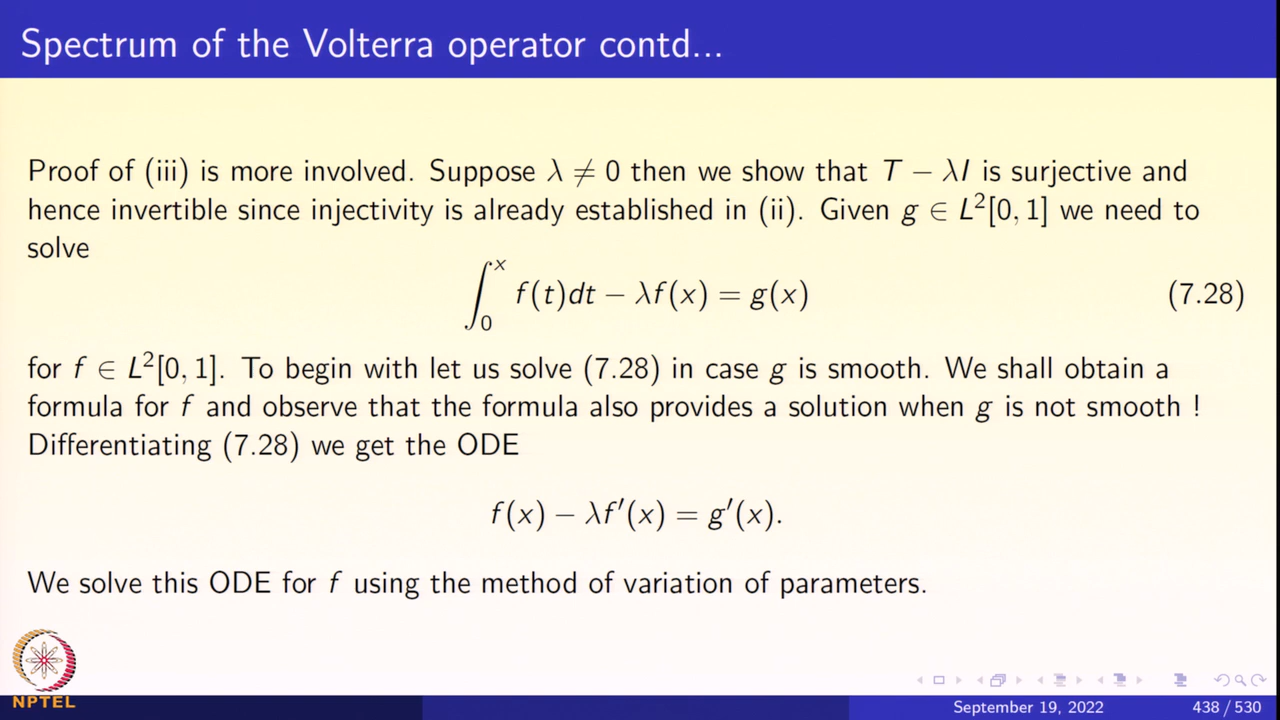 Spectrum of the Volterra operator contd...
Proof of (iii) is more involved. Suppose λ ≠ 0 then we show that T − λI is surjective and
hence invertible since injectivity is already established in (ii). Given g ∈ L²[0, 1] we need to
solve
∫₀ˣ f(t)dt − λf(x) = g(x) (7.28)
for f ∈ L²[0, 1]. To begin with let us solve (7.28) in case g is smooth. We shall obtain a
formula for f and observe that the formula also provides a solution when g is not smooth !
Differentiating (7.28) we get the ODE
f(x) − λf′(x) = g′(x).
We solve this ODE for f using the method of variation of parameters.
NPTEL
September 19, 2022 438 / 530